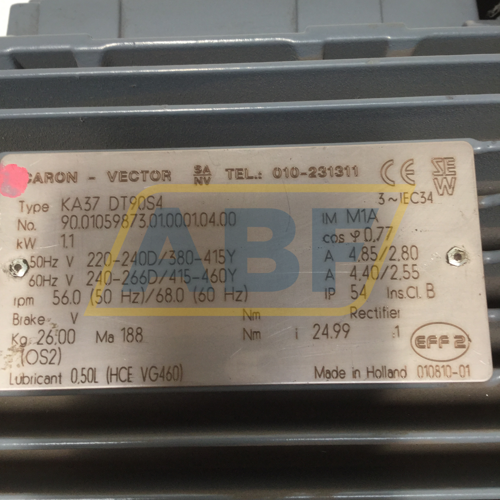 CARON - VECTOR SA NV TEL.: 010-231311 CE SEW
Type KA37 DT90S4 3~IEC34
No. 90.01059873.01.0001.04.00 IM M1A
kW 1.1 cos φ 0,77
50Hz V 220-240D/380-415Y A 4,85/2.80
60Hz V 240-266D/415-460Y A 4,40/2.55
rpm 56.0 (50 Hz)/68.0 (60 Hz) IP 54 Ins.Cl. B
Brake V Nm Rectifier
Kg 26.00 Ma 188 Nm i 24.99 :1
(OS2) EFF 2
Lubricant 0.50L (HCE VG460) Made in Holland 010810-01
ABF